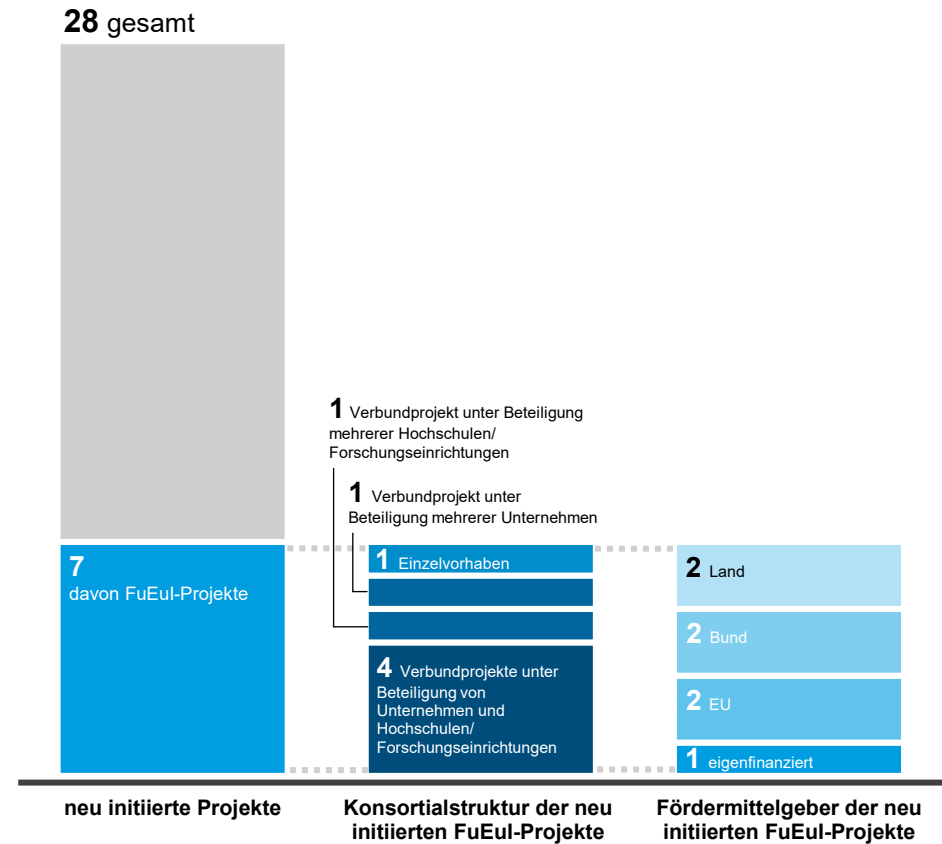 28 gesamt
1 Verbundprojekt unter Beteiligung
mehrerer Hochschulen/
Forschungseinrichtungen
1 Verbundprojekt unter
Beteiligung mehrerer Unternehmen
7
davon FuEuI-Projekte
1 Einzelvorhaben
4 Verbundprojekte unter
Beteiligung von
Unternehmen und
Hochschulen/
Forschungseinrichtungen
2 Land
2 Bund
2 EU
1 eigenfinanziert
neu initiierte Projekte
Konsortialstruktur der neu
initiierten FuEuI-Projekte
Fördermittelgeber der neu
initiierten FuEuI-Projekte